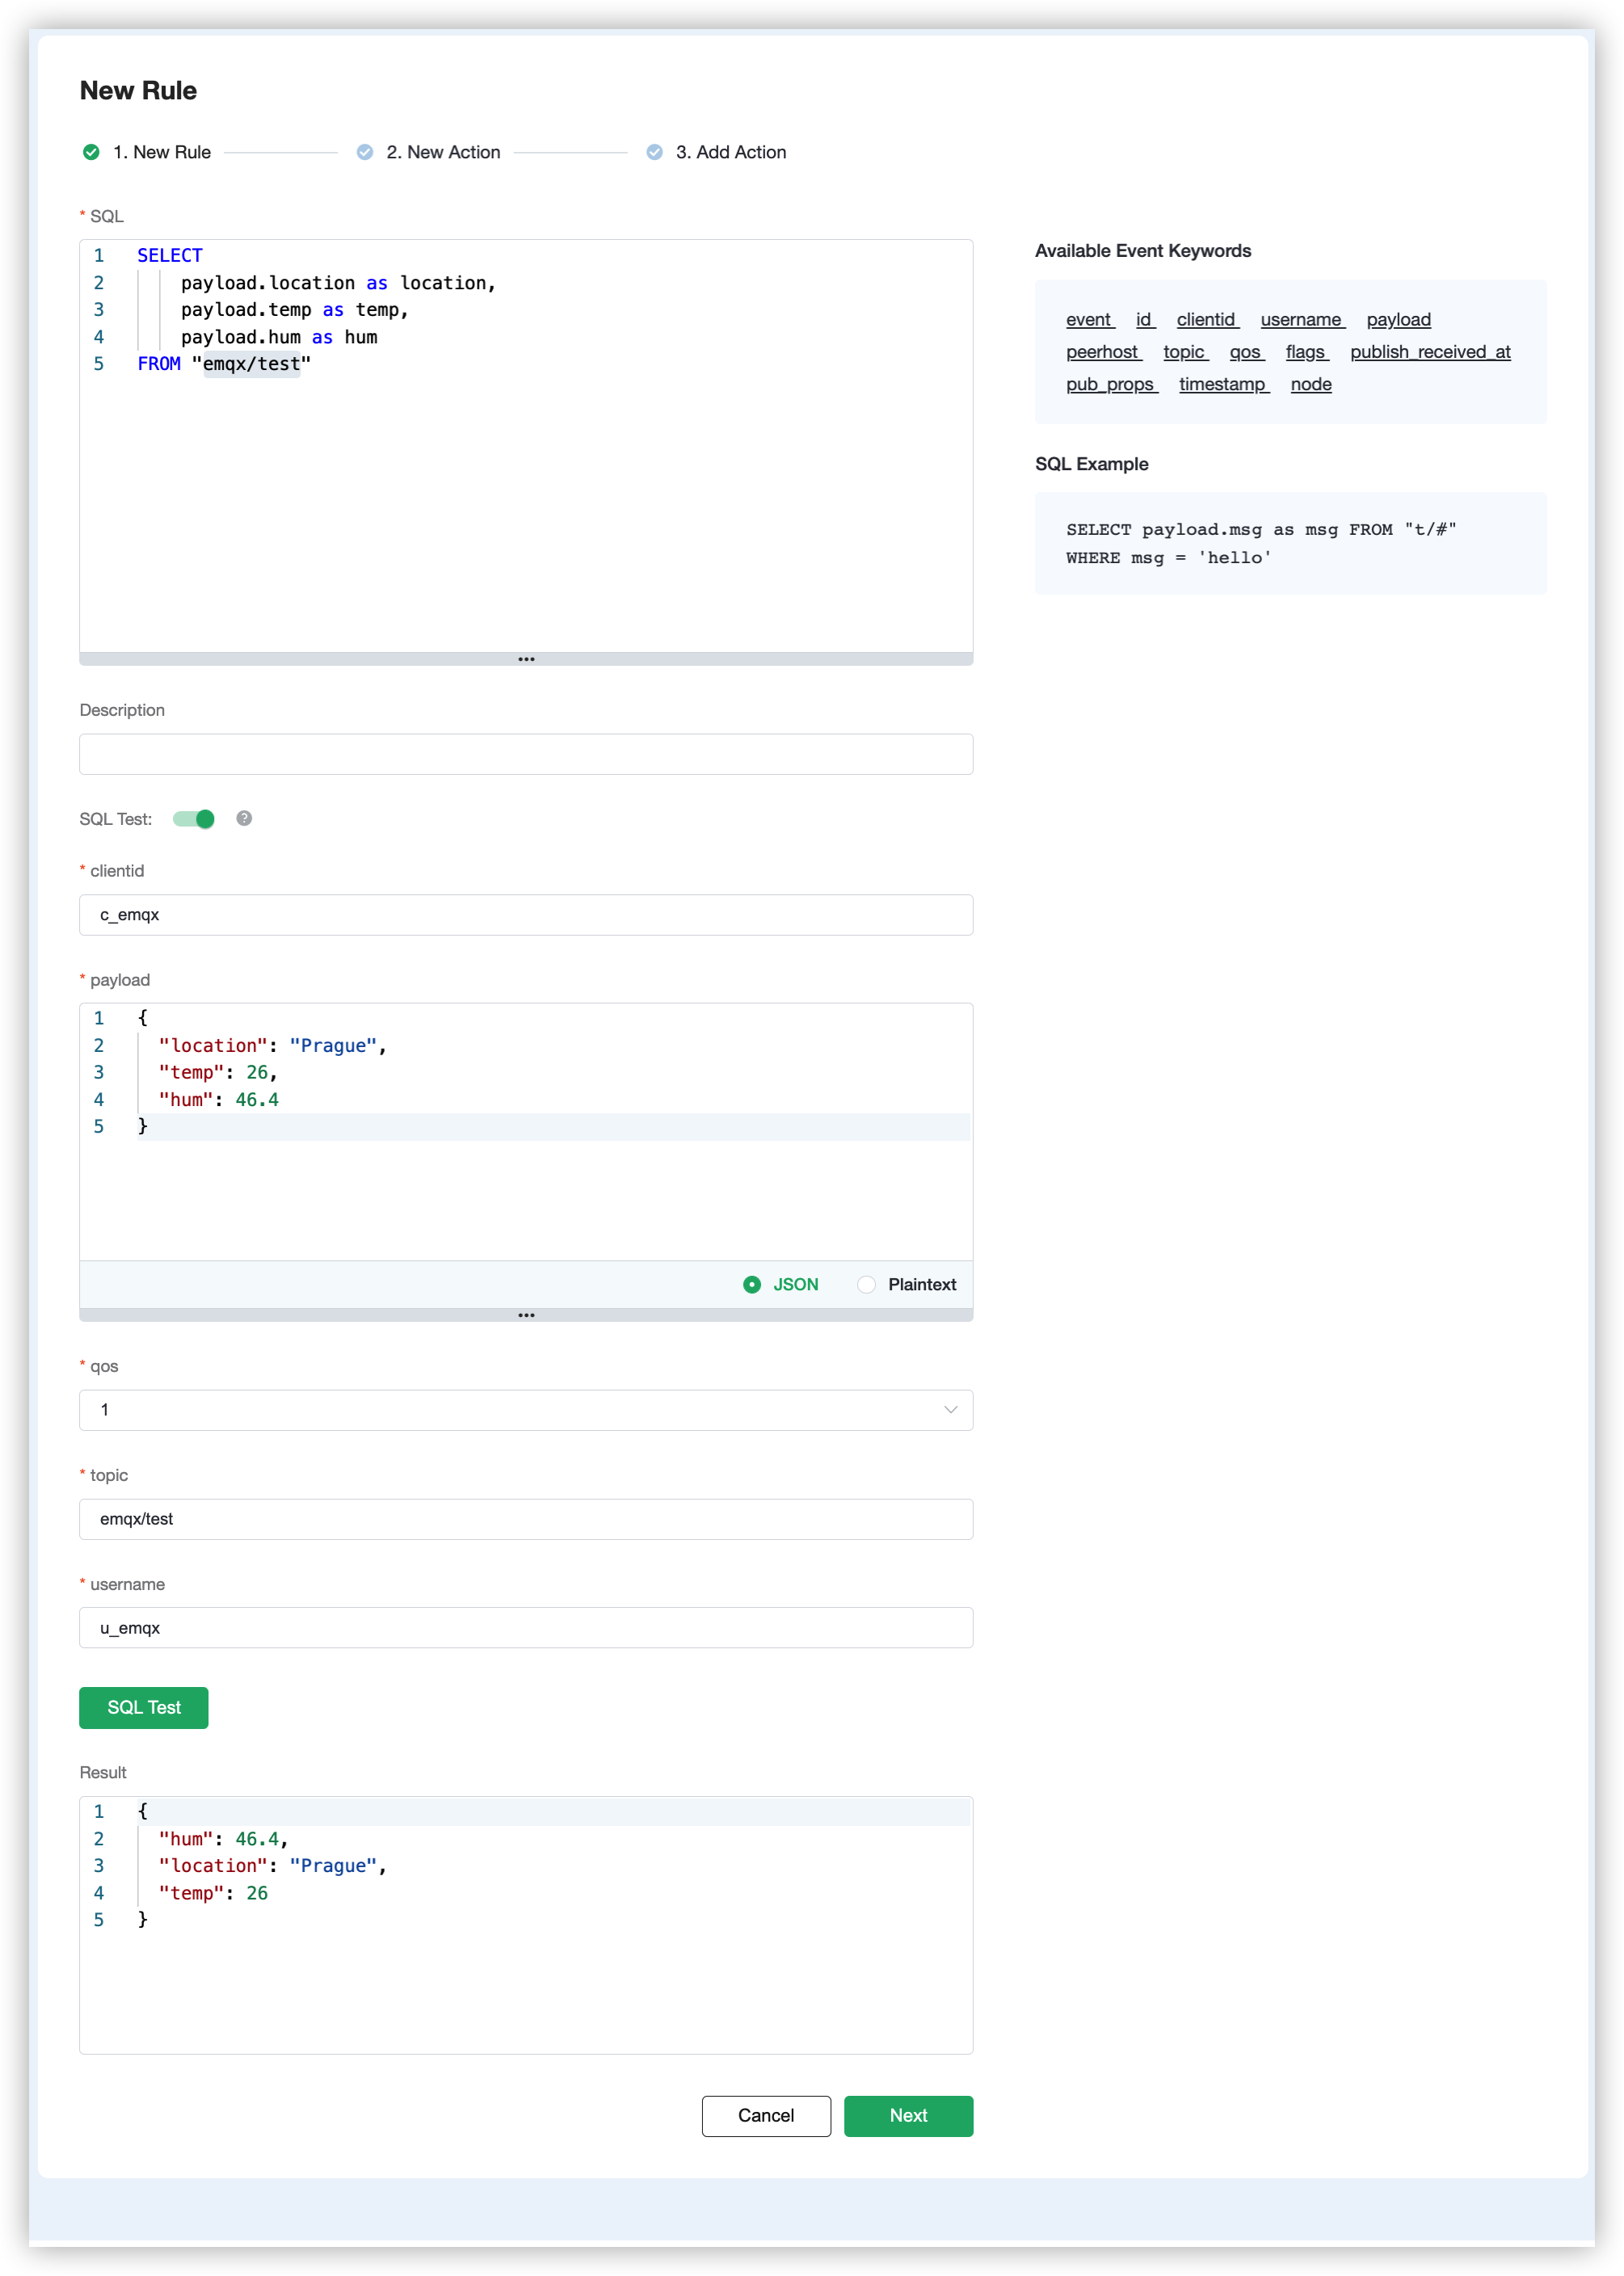 New Rule
1. New Rule 2. New Action 3. Add Action
* SQL
1 SELECT
2 payload.location as location,
3 payload.temp as temp,
4 payload.hum as hum
5 FROM "emqx/test"
Available Event Keywords
event id clientid username payload
peerhost topic qos flags publish_received_at
pub_props timestamp node
SQL Example
SELECT payload.msg as msg FROM "t/#"
WHERE msg = 'hello'
Description
SQL Test: ?
* clientid
c_emqx
* payload
1 {
2 "location": "Prague",
3 "temp": 26,
4 "hum": 46.4
5 }
JSON Plaintext
* qos
1
* topic
emqx/test
* username
u_emqx
SQL Test
Result
1 {
2 "hum": 46.4,
3 "location": "Prague",
4 "temp": 26
5 }
Cancel Next